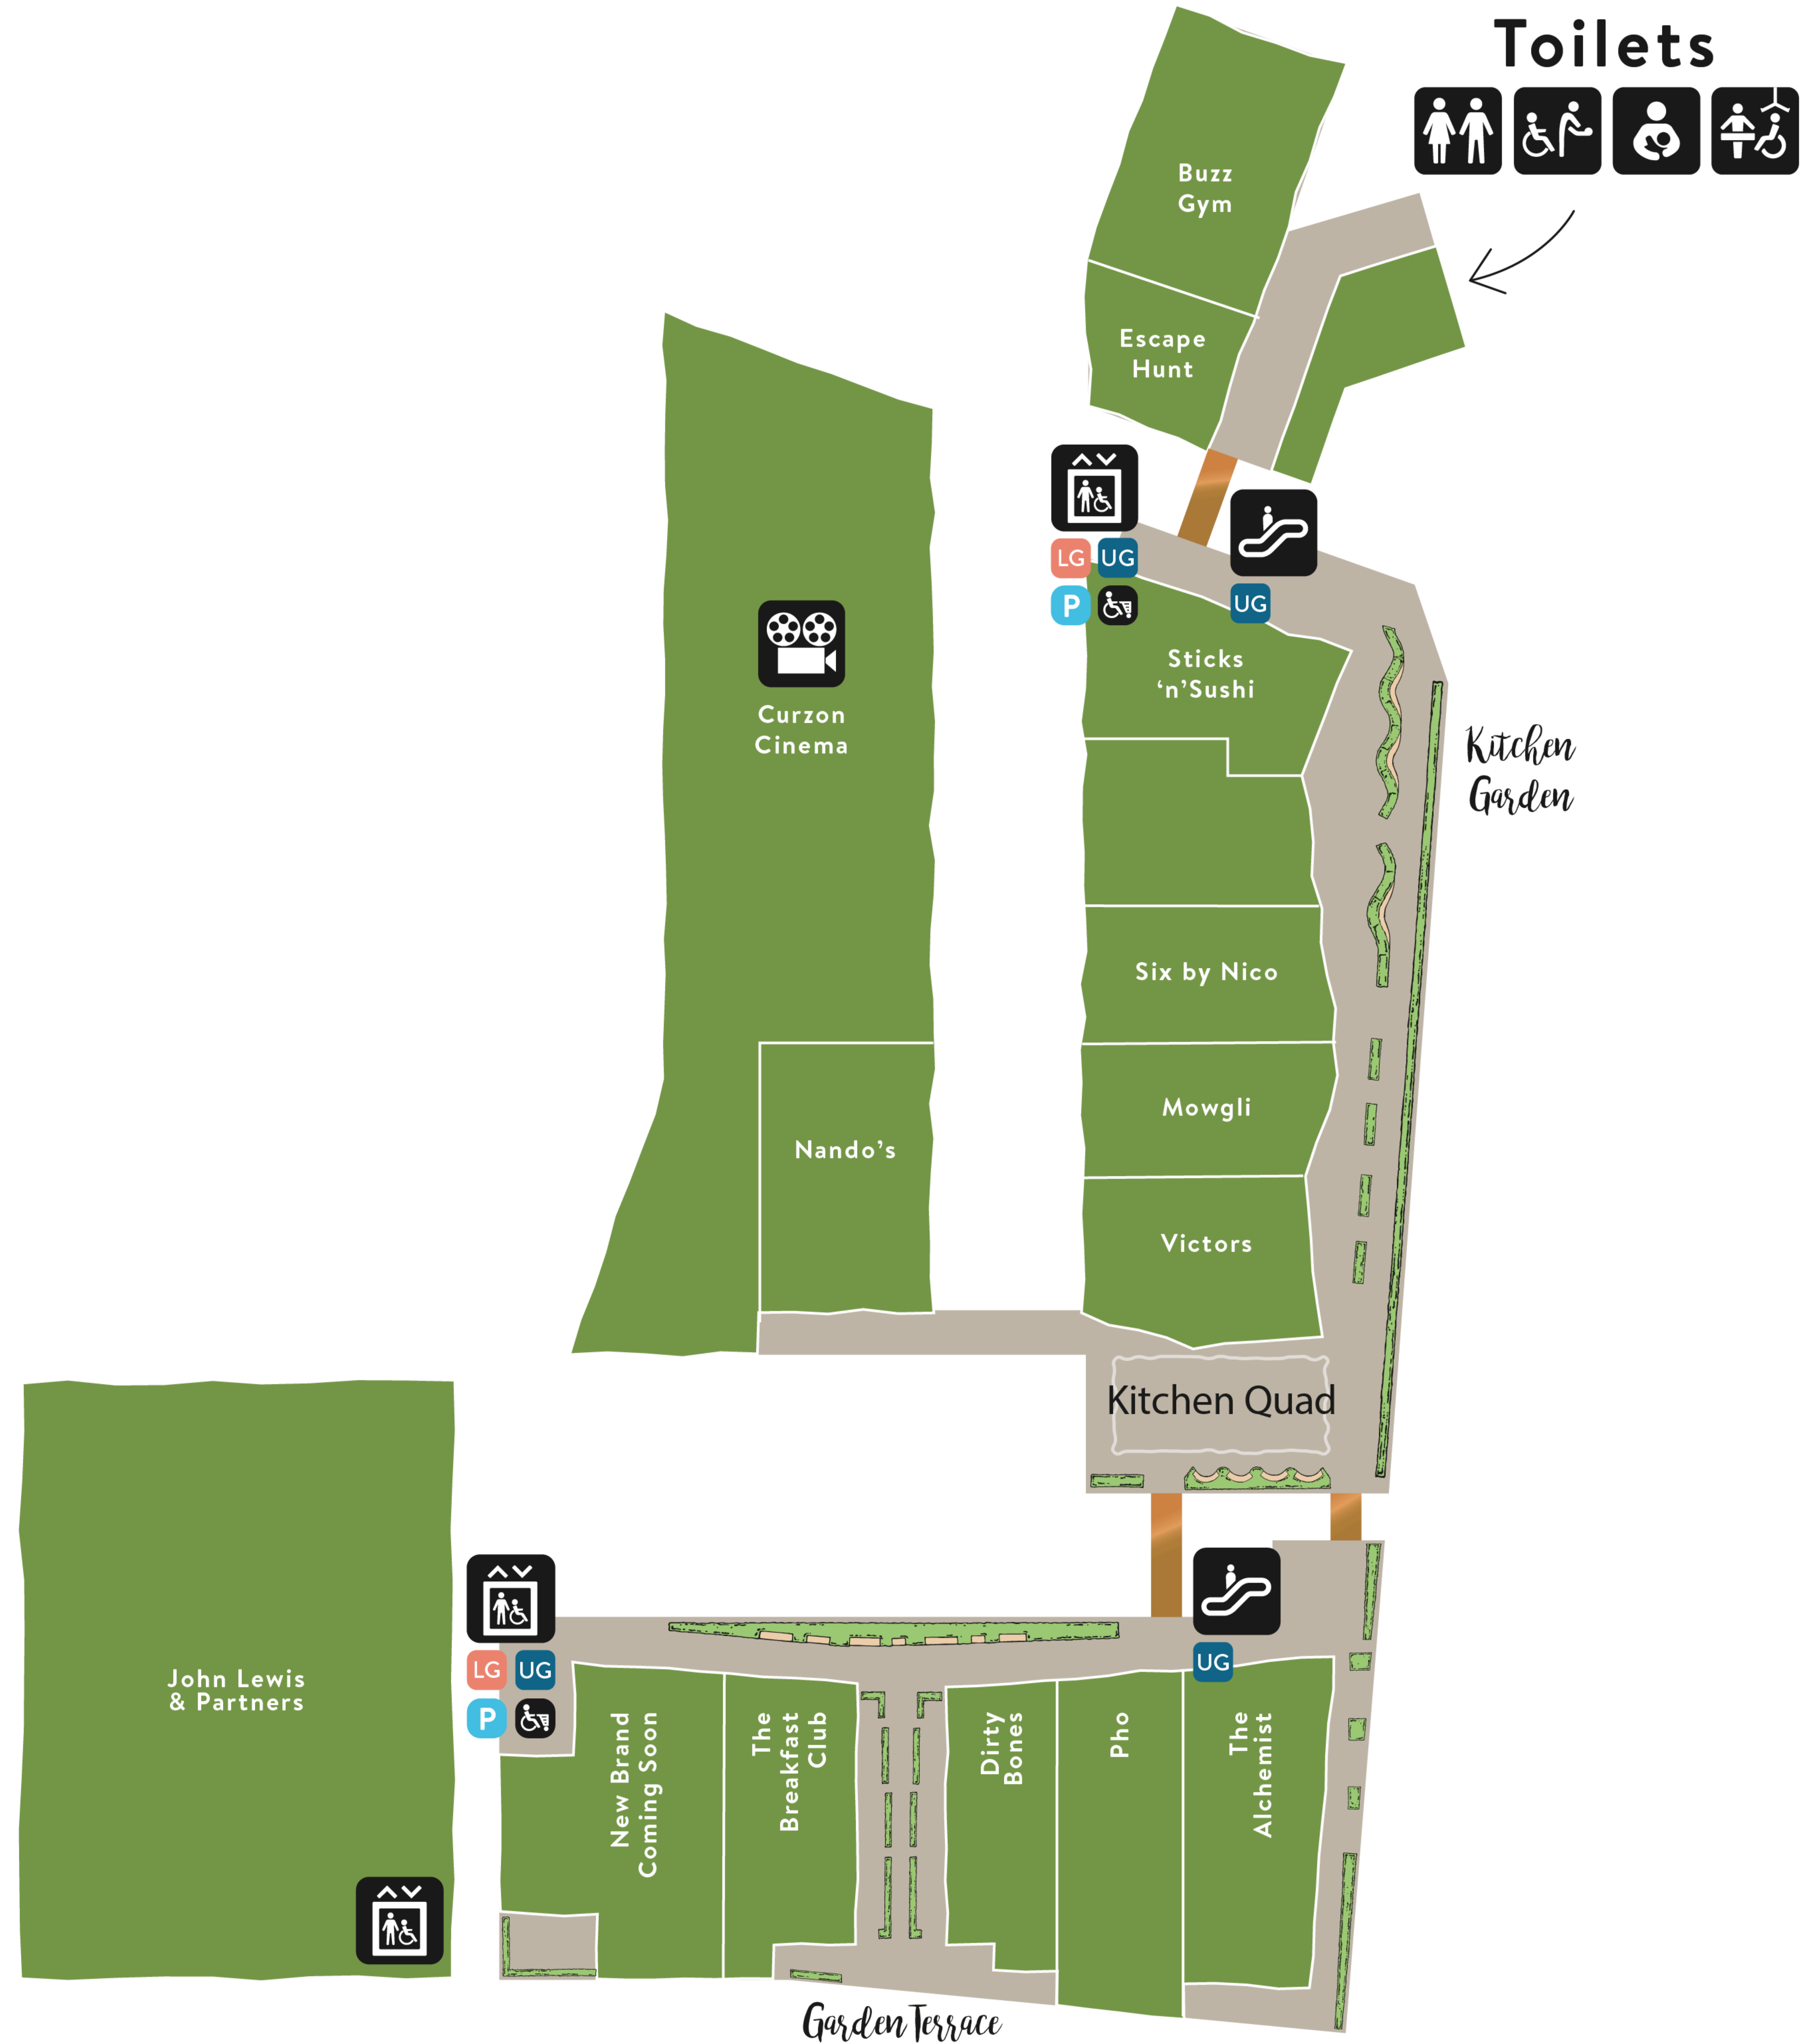 Toilets
Buzz
Gym
Escape
Hunt
LG UG
P
UG
Sticks
‘n’Sushi
Curzon
Cinema
Kitchen
Garden
Six by Nico
Mowgli
Nando’s
Victors
Kitchen Quad
John Lewis
& Partners
LG UG
P
UG
New Brand
Coming Soon
The
Breakfast
Club
Dirty
Bones
Pho
The
Alchemist
Garden Terrace